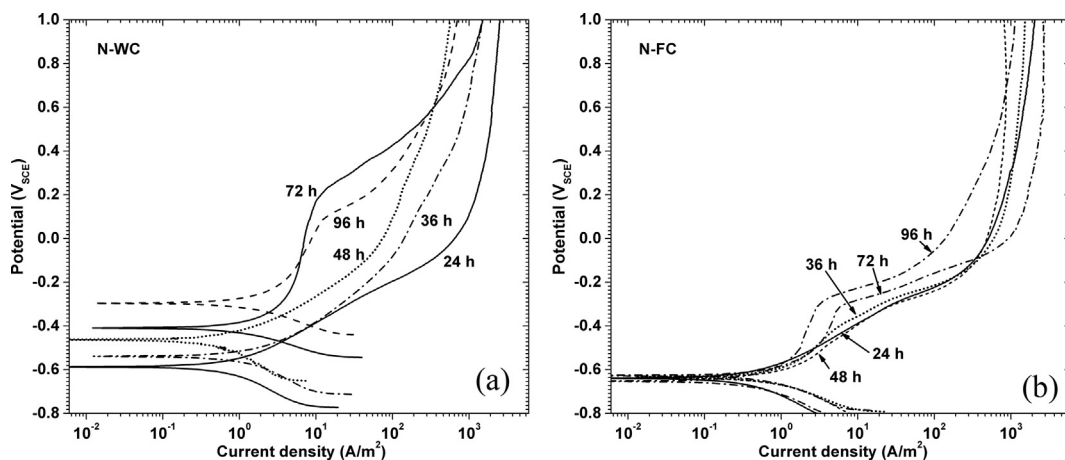 N-WC
1.0
0.8
0.6
0.4
0.2
0.0
-0.2
-0.4
-0.6
-0.8
Potential (V_SCE)
72 h
96 h
48 h
36 h
24 h
(a)
10^-2 10^-1 10^0 10^1 10^2 10^3
Current density (A/m^2)
N-FC
1.0
0.8
0.6
0.4
0.2
0.0
-0.2
-0.4
-0.6
-0.8
Potential (V_SCE)
96 h
36 h
72 h
24 h
48 h
(b)
10^-2 10^-1 10^0 10^1 10^2 10^3
Current density (A/m^2)